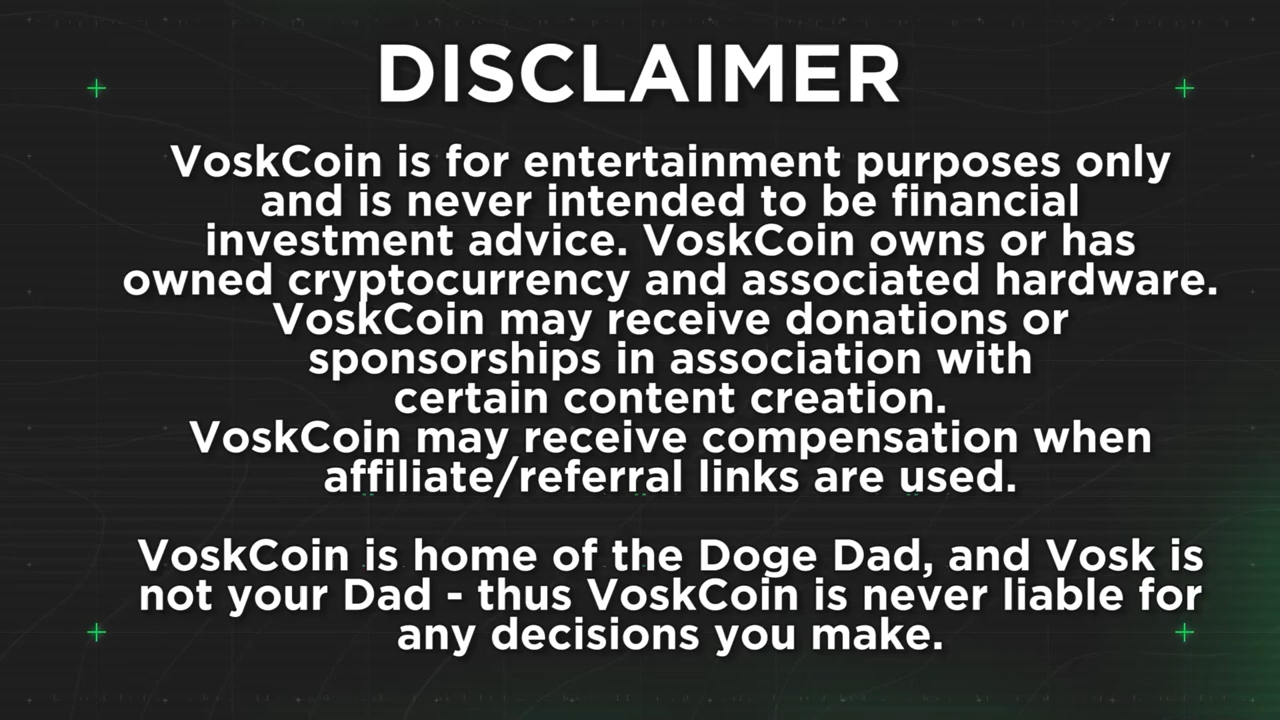 DISCLAIMER
VoskCoin is for entertainment purposes only
and is never intended to be financial
investment advice. VoskCoin owns or has
owned cryptocurrency and associated hardware.
VoskCoin may receive donations or
sponsorships in association with
certain content creation.
VoskCoin may receive compensation when
affiliate/referral links are used.
VoskCoin is home of the Doge Dad, and Vosk is
not your Dad - thus VoskCoin is never liable for
any decisions you make.